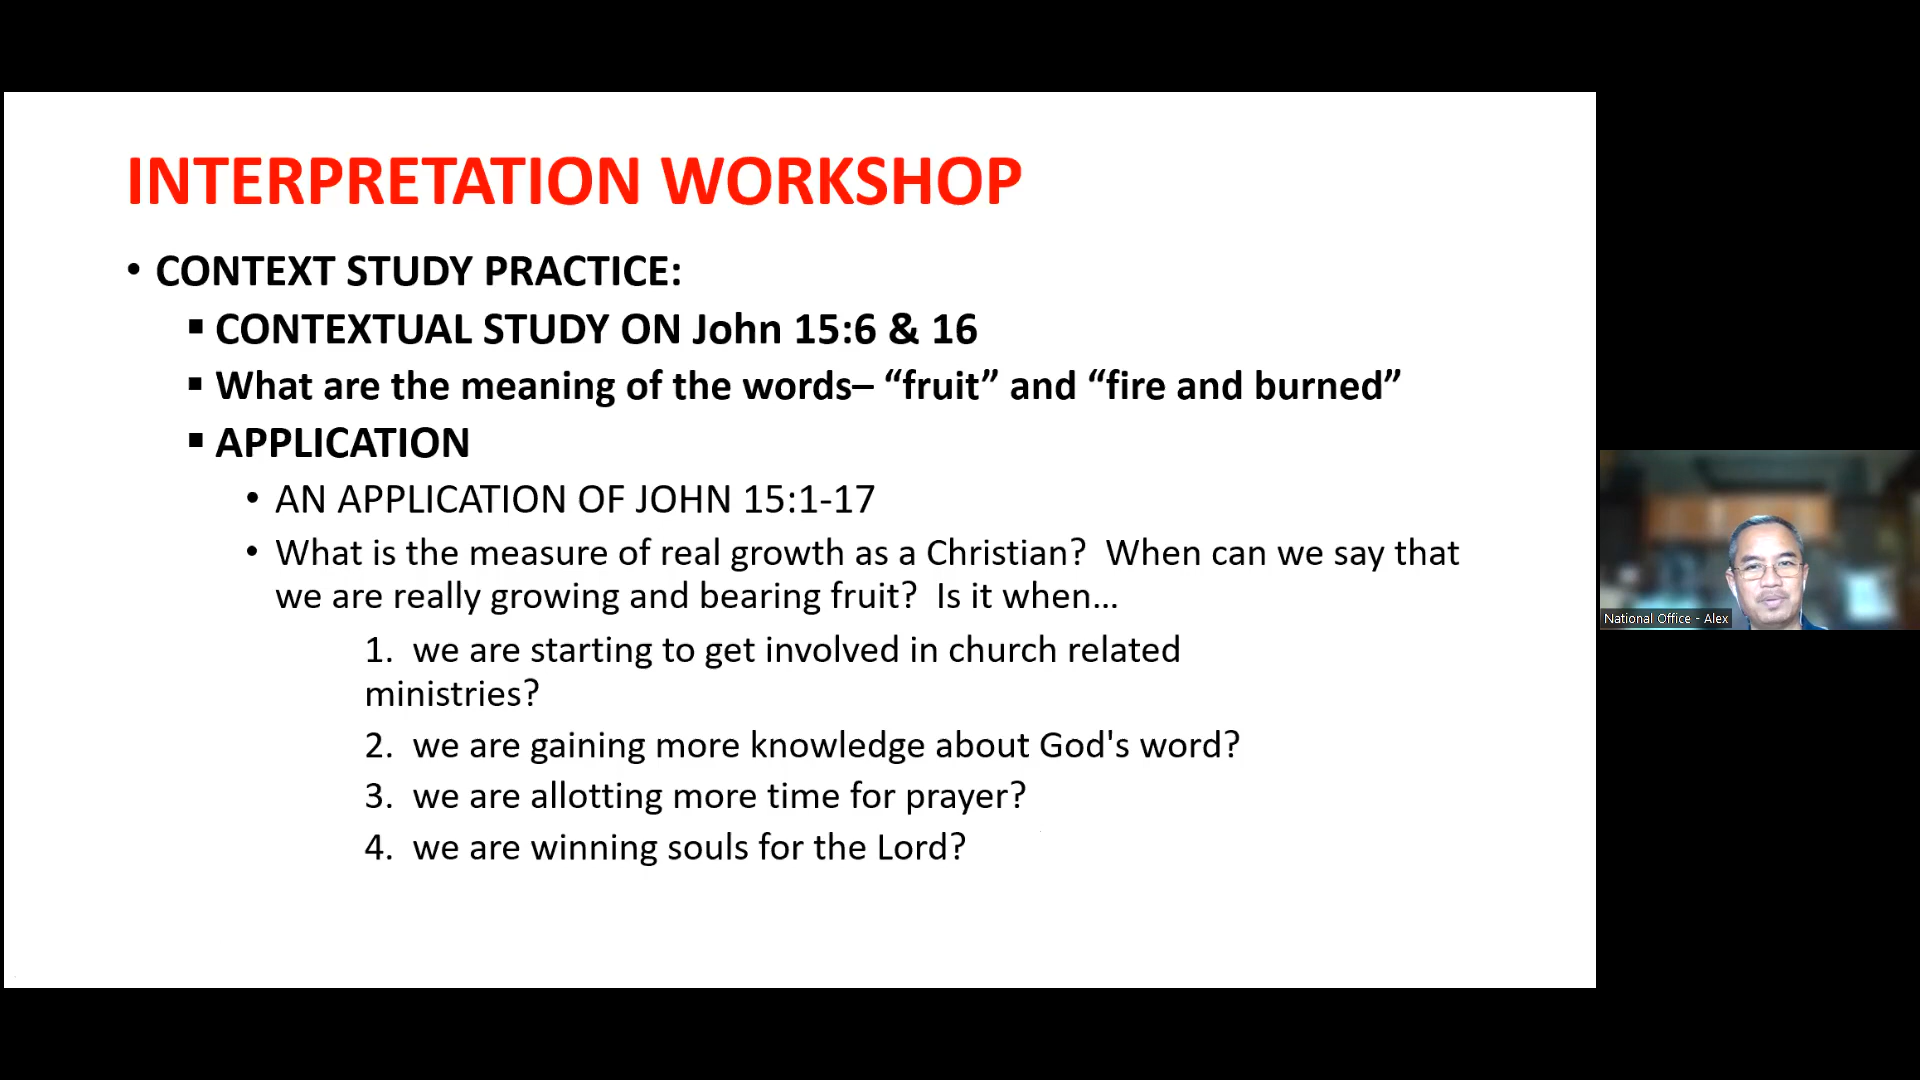 INTERPRETATION WORKSHOP
• CONTEXT STUDY PRACTICE:
▪ CONTEXTUAL STUDY ON John 15:6 & 16
▪ What are the meaning of the words– “fruit” and “fire and burned”
▪ APPLICATION
• AN APPLICATION OF JOHN 15:1-17
• What is the measure of real growth as a Christian?  When can we say that
we are really growing and bearing fruit?  Is it when…
1.  we are starting to get involved in church related
ministries?
2.  we are gaining more knowledge about God's word?
3.  we are allotting more time for prayer?
4.  we are winning souls for the Lord?
National Office - Alex